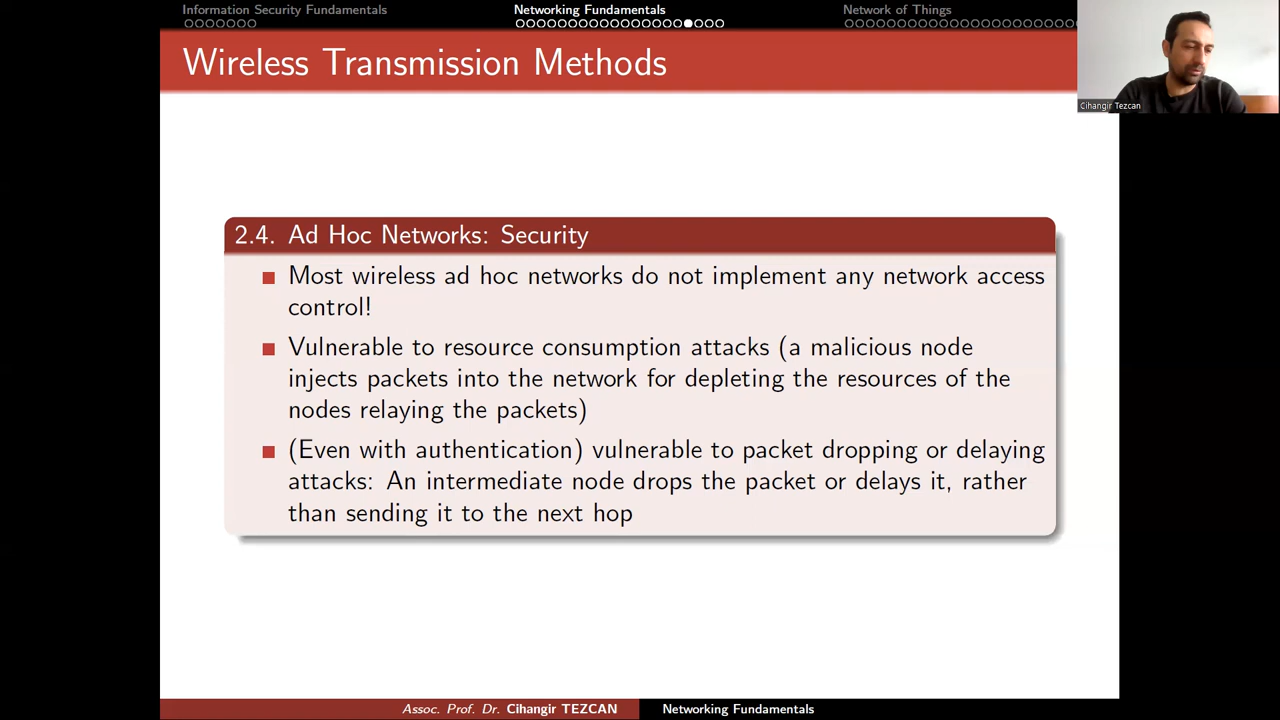 Information Security Fundamentals
Networking Fundamentals
Network of Things
Wireless Transmission Methods
Cihangir Tezcan
2.4. Ad Hoc Networks: Security
Most wireless ad hoc networks do not implement any network access
control!
Vulnerable to resource consumption attacks (a malicious node
injects packets into the network for depleting the resources of the
nodes relaying the packets)
(Even with authentication) vulnerable to packet dropping or delaying
attacks: An intermediate node drops the packet or delays it, rather
than sending it to the next hop
Assoc. Prof. Dr. Cihangir TEZCAN
Networking Fundamentals